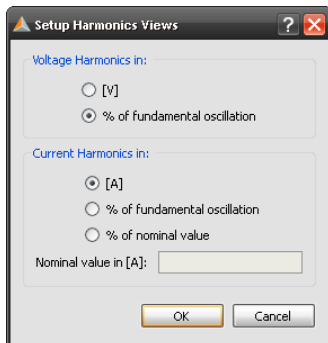 Setup Harmonics Views
Voltage Harmonics in:
[V]
% of fundamental oscillation
Current Harmonics in:
[A]
% of fundamental oscillation
% of nominal value
Nominal value in [A]:
OK Cancel